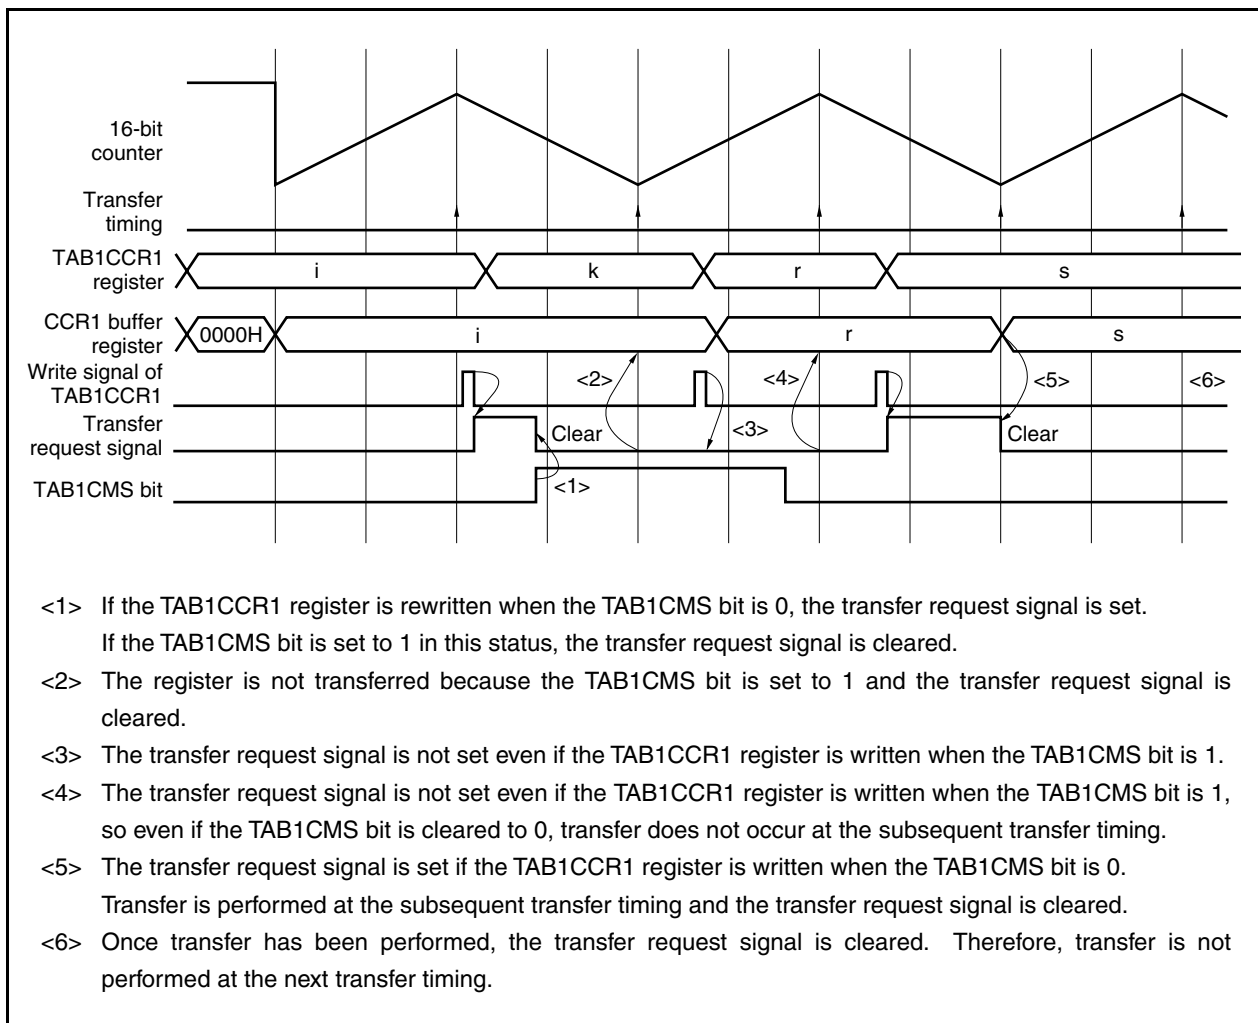 16-bit
counter
Transfer
timing
TAB1CCR1
register
i
k
r
s
CCR1 buffer
register
0000H
i
r
s
Write signal of
TAB1CCR1
<2>
<4>
<5>
<6>
Transfer
request signal
Clear
<3>
Clear
TAB1CMS bit
<1>
<1> If the TAB1CCR1 register is rewritten when the TAB1CMS bit is 0, the transfer request signal is set.
If the TAB1CMS bit is set to 1 in this status, the transfer request signal is cleared.
<2> The register is not transferred because the TAB1CMS bit is set to 1 and the transfer request signal is
cleared.
<3> The transfer request signal is not set even if the TAB1CCR1 register is written when the TAB1CMS bit is 1.
<4> The transfer request signal is not set even if the TAB1CCR1 register is written when the TAB1CMS bit is 1,
so even if the TAB1CMS bit is cleared to 0, transfer does not occur at the subsequent transfer timing.
<5> The transfer request signal is set if the TAB1CCR1 register is written when the TAB1CMS bit is 0.
Transfer is performed at the subsequent transfer timing and the transfer request signal is cleared.
<6> Once transfer has been performed, the transfer request signal is cleared. Therefore, transfer is not
performed at the next transfer timing.